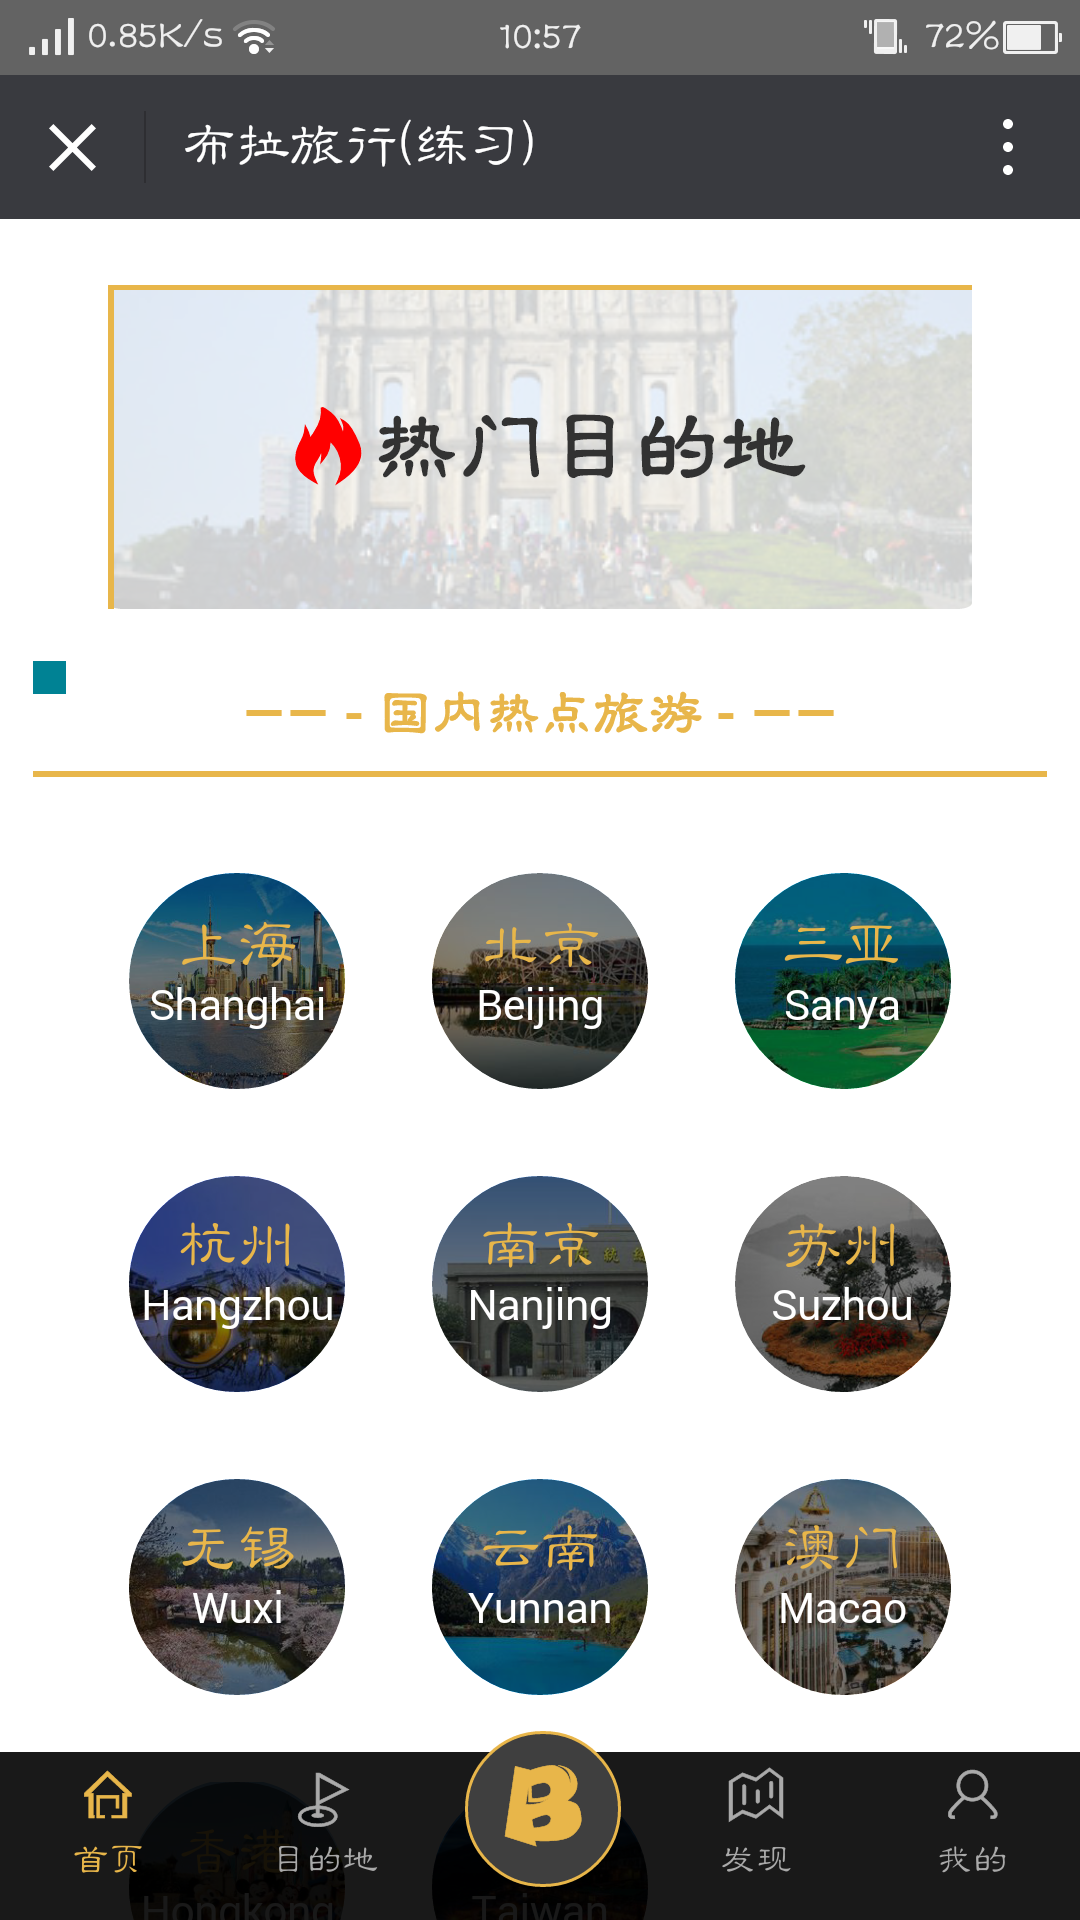 0.85K/s 10:57 72%
布拉旅行(练习)
热门目的地
—— - 国内热点旅游 - ——
上海 北京 三亚
Shanghai Beijing Sanya
杭州 南京 苏州
Hangzhou Nanjing Suzhou
无锡 云南 澳门
Wuxi Yunnan Macao
香港
Hongkong Taiwan
B
首页 目的地 发现 我的